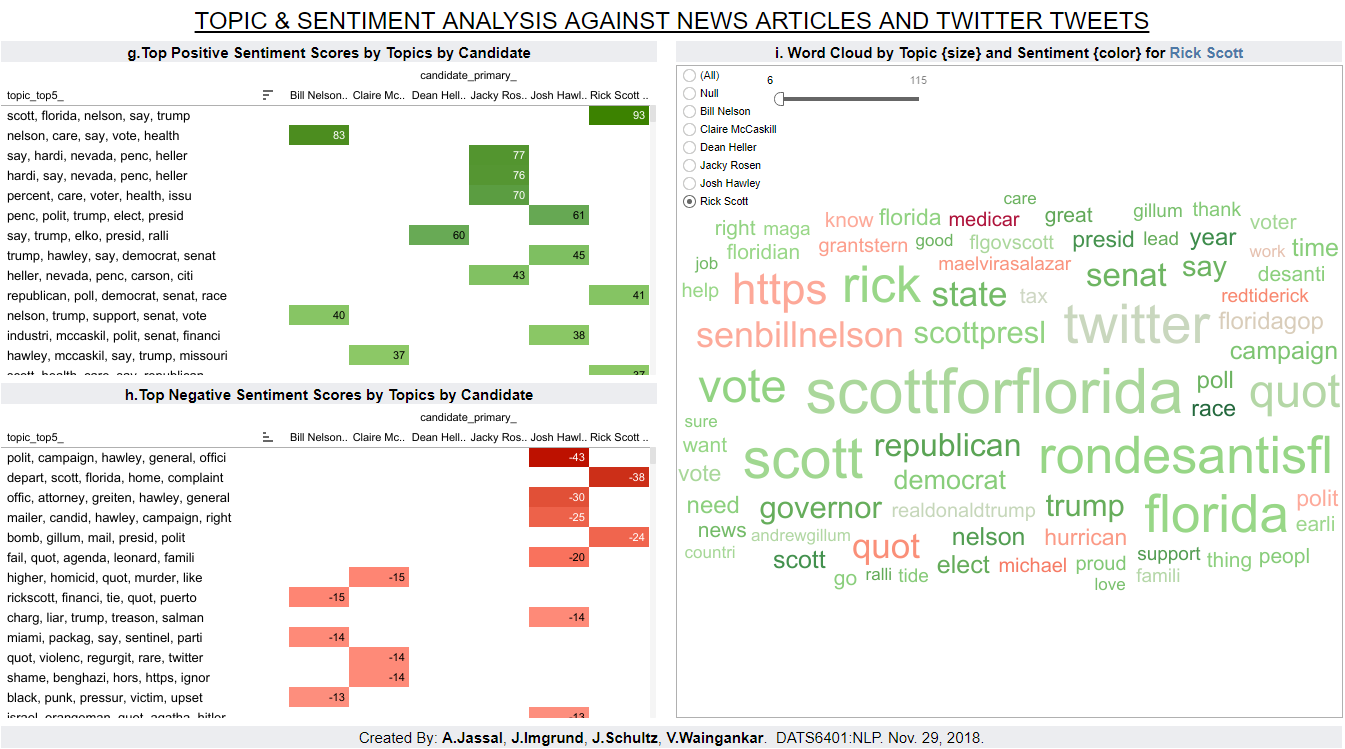 TOPIC & SENTIMENT ANALYSIS AGAINST NEWS ARTICLES AND TWITTER TWEETS
g.Top Positive Sentiment Scores by Topics by Candidate
candidate_primary_
topic_top5_ Bill Nelson.. Claire Mc.. Dean Hell.. Jacky Ros.. Josh Hawl.. Rick Scott ..
scott, florida, nelson, say, trump 93
nelson, care, say, vote, health 83
say, hardi, nevada, penc, heller 77
hardi, say, nevada, penc, heller 76
percent, care, voter, health, issu 70
penc, polit, trump, elect, presid 61
say, trump, elko, presid, ralli 60
trump, hawley, say, democrat, senat 45
heller, nevada, penc, carson, citi 43
republican, poll, democrat, senat, race 41
nelson, trump, support, senat, vote 40
industri, mccaskil, polit, senat, financi 38
hawley, mccaskil, say, trump, missouri 37
scott, health, care, say, republican 37
h.Top Negative Sentiment Scores by Topics by Candidate
candidate_primary_
topic_top5_ Bill Nelson.. Claire Mc.. Dean Hell.. Jacky Ros.. Josh Hawl.. Rick Scott ..
polit, campaign, hawley, general, offici -43
depart, scott, florida, home, complaint -38
offic, attorney, greiten, hawley, general -30
mailer, candid, hawley, campaign, right -25
bomb, gillum, mail, presid, polit -24
fail, quot, agenda, leonard, famili -20
higher, homicid, quot, murder, like -15
rickscott, financi, tie, quot, puerto -15
charg, liar, trump, treason, salman -14
miami, packag, say, sentinel, parti -14
quot, violenc, regurgit, rare, twitter -14
shame, benghazi, hors, https, ignor -14
black, punk, pressur, victim, upset -13
israel, orangeman, quot, agatha, hitler -13
i. Word Cloud by Topic {size} and Sentiment {color} for Rick Scott
(All)
Null
Bill Nelson
Claire McCaskill
Dean Heller
Jacky Rosen
Josh Hawley
Rick Scott
6 115
care
right maga know florida medicar great gillum thank voter
floridian grantstern good flgovscott presid lead year work time
job maelvirasalazar senat say desanti
help https rick state tax redtiderick
senbillnelson scottpresl twitter floridagop
campaign
vote scottforflorida poll quot
race
sure
want scott republican rondesantisfl
vote democrat
need governor realdonaldtrump trump florida polit
news andrewgillum quot nelson hurrican earli
countri scott elect michael proud support thing peopl
go ralli tide love famili
Created By: A.Jassal, J.Imgrund, J.Schultz, V.Waingankar. DATS6401:NLP. Nov. 29, 2018.